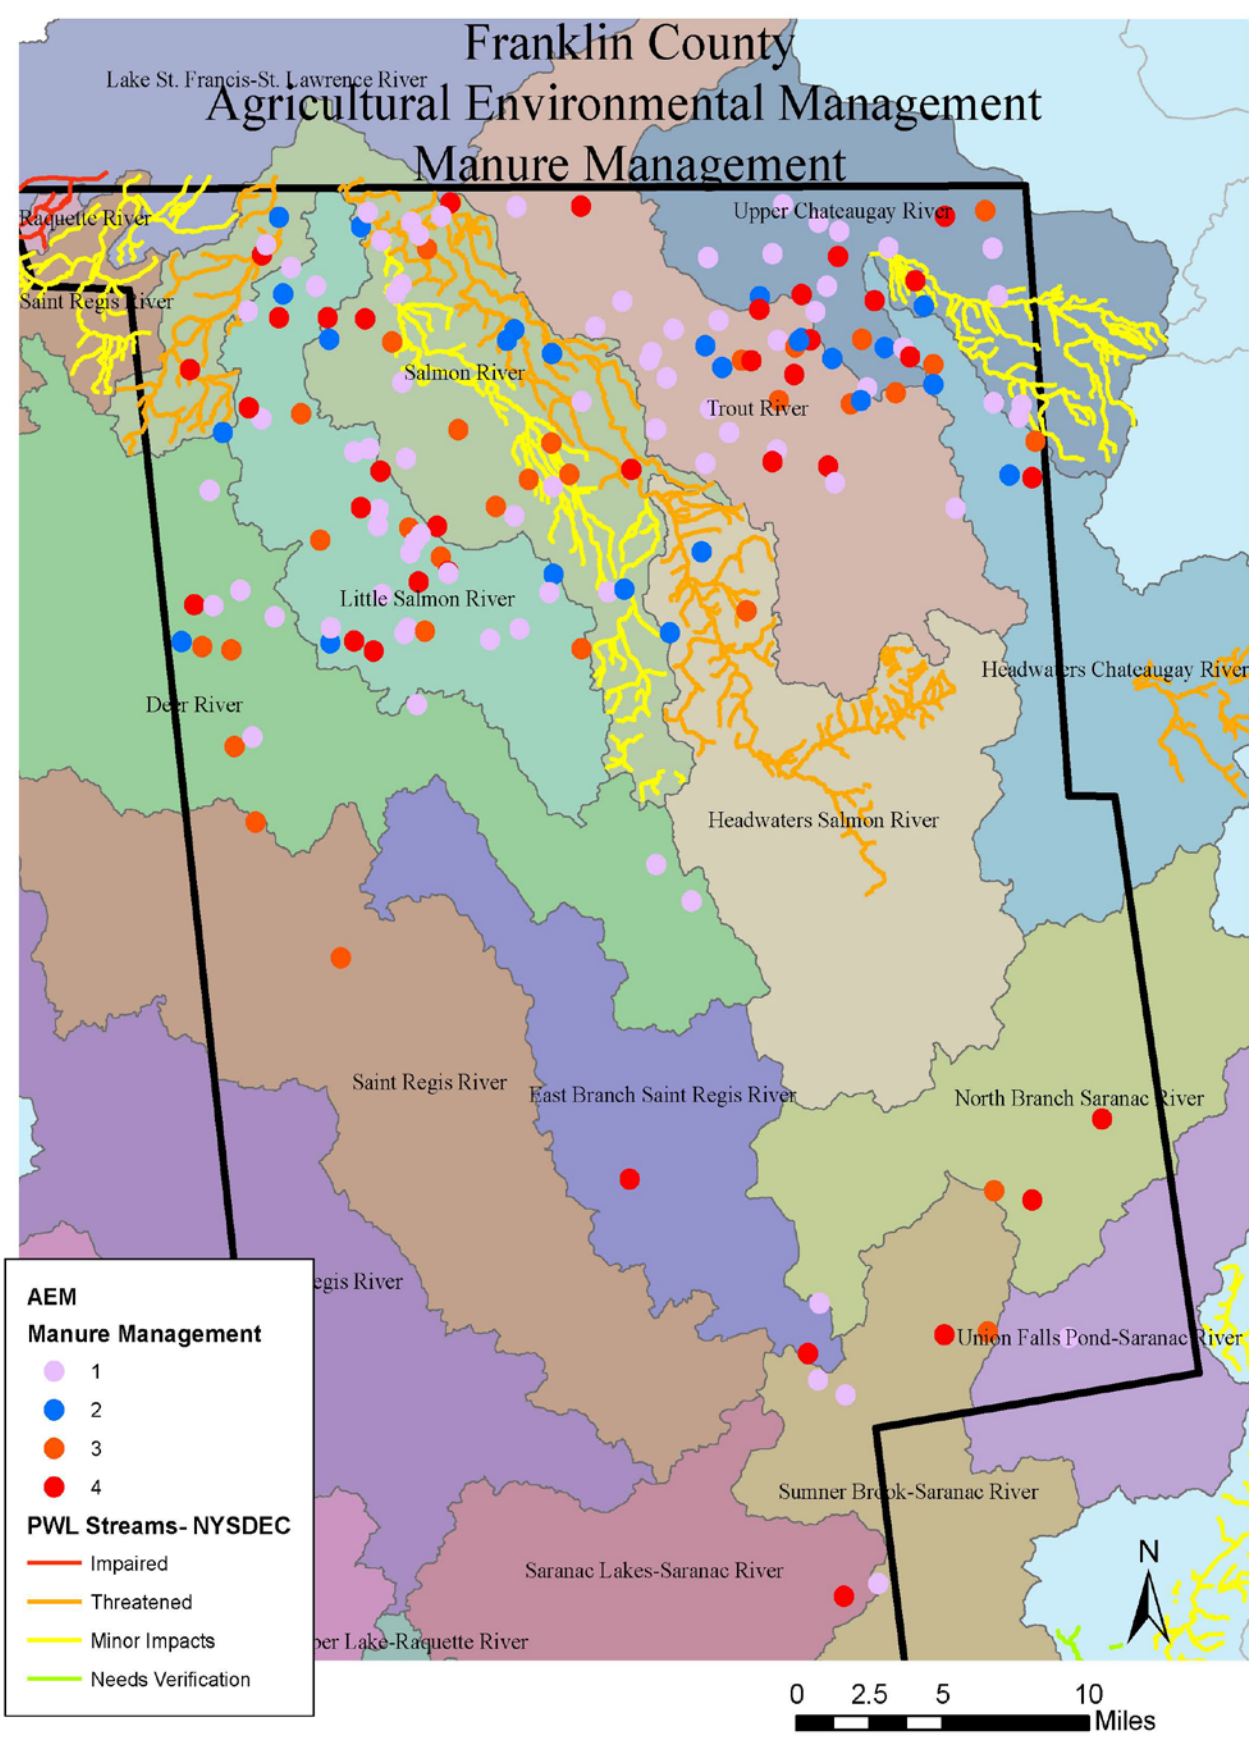 Franklin County
Agricultural Environmental Management
Manure Management
Lake St. Francis-St. Lawrence River
Raquette River
Upper Chateaugay River
Saint Regis River
Salmon River
Trout River
Little Salmon River
Headwaters Chateaugay River
Deer River
Headwaters Salmon River
Saint Regis River
East Branch Saint Regis River
North Branch Saranac River
egis River
Union Falls Pond-Saranac River
Sumner Brook-Saranac River
Saranac Lakes-Saranac River
per Lake-Raquette River
AEM
Manure Management
1
2
3
4
PWL Streams- NYSDEC
Impaired
Threatened
Minor Impacts
Needs Verification
N
0 2.5 5 10
Miles